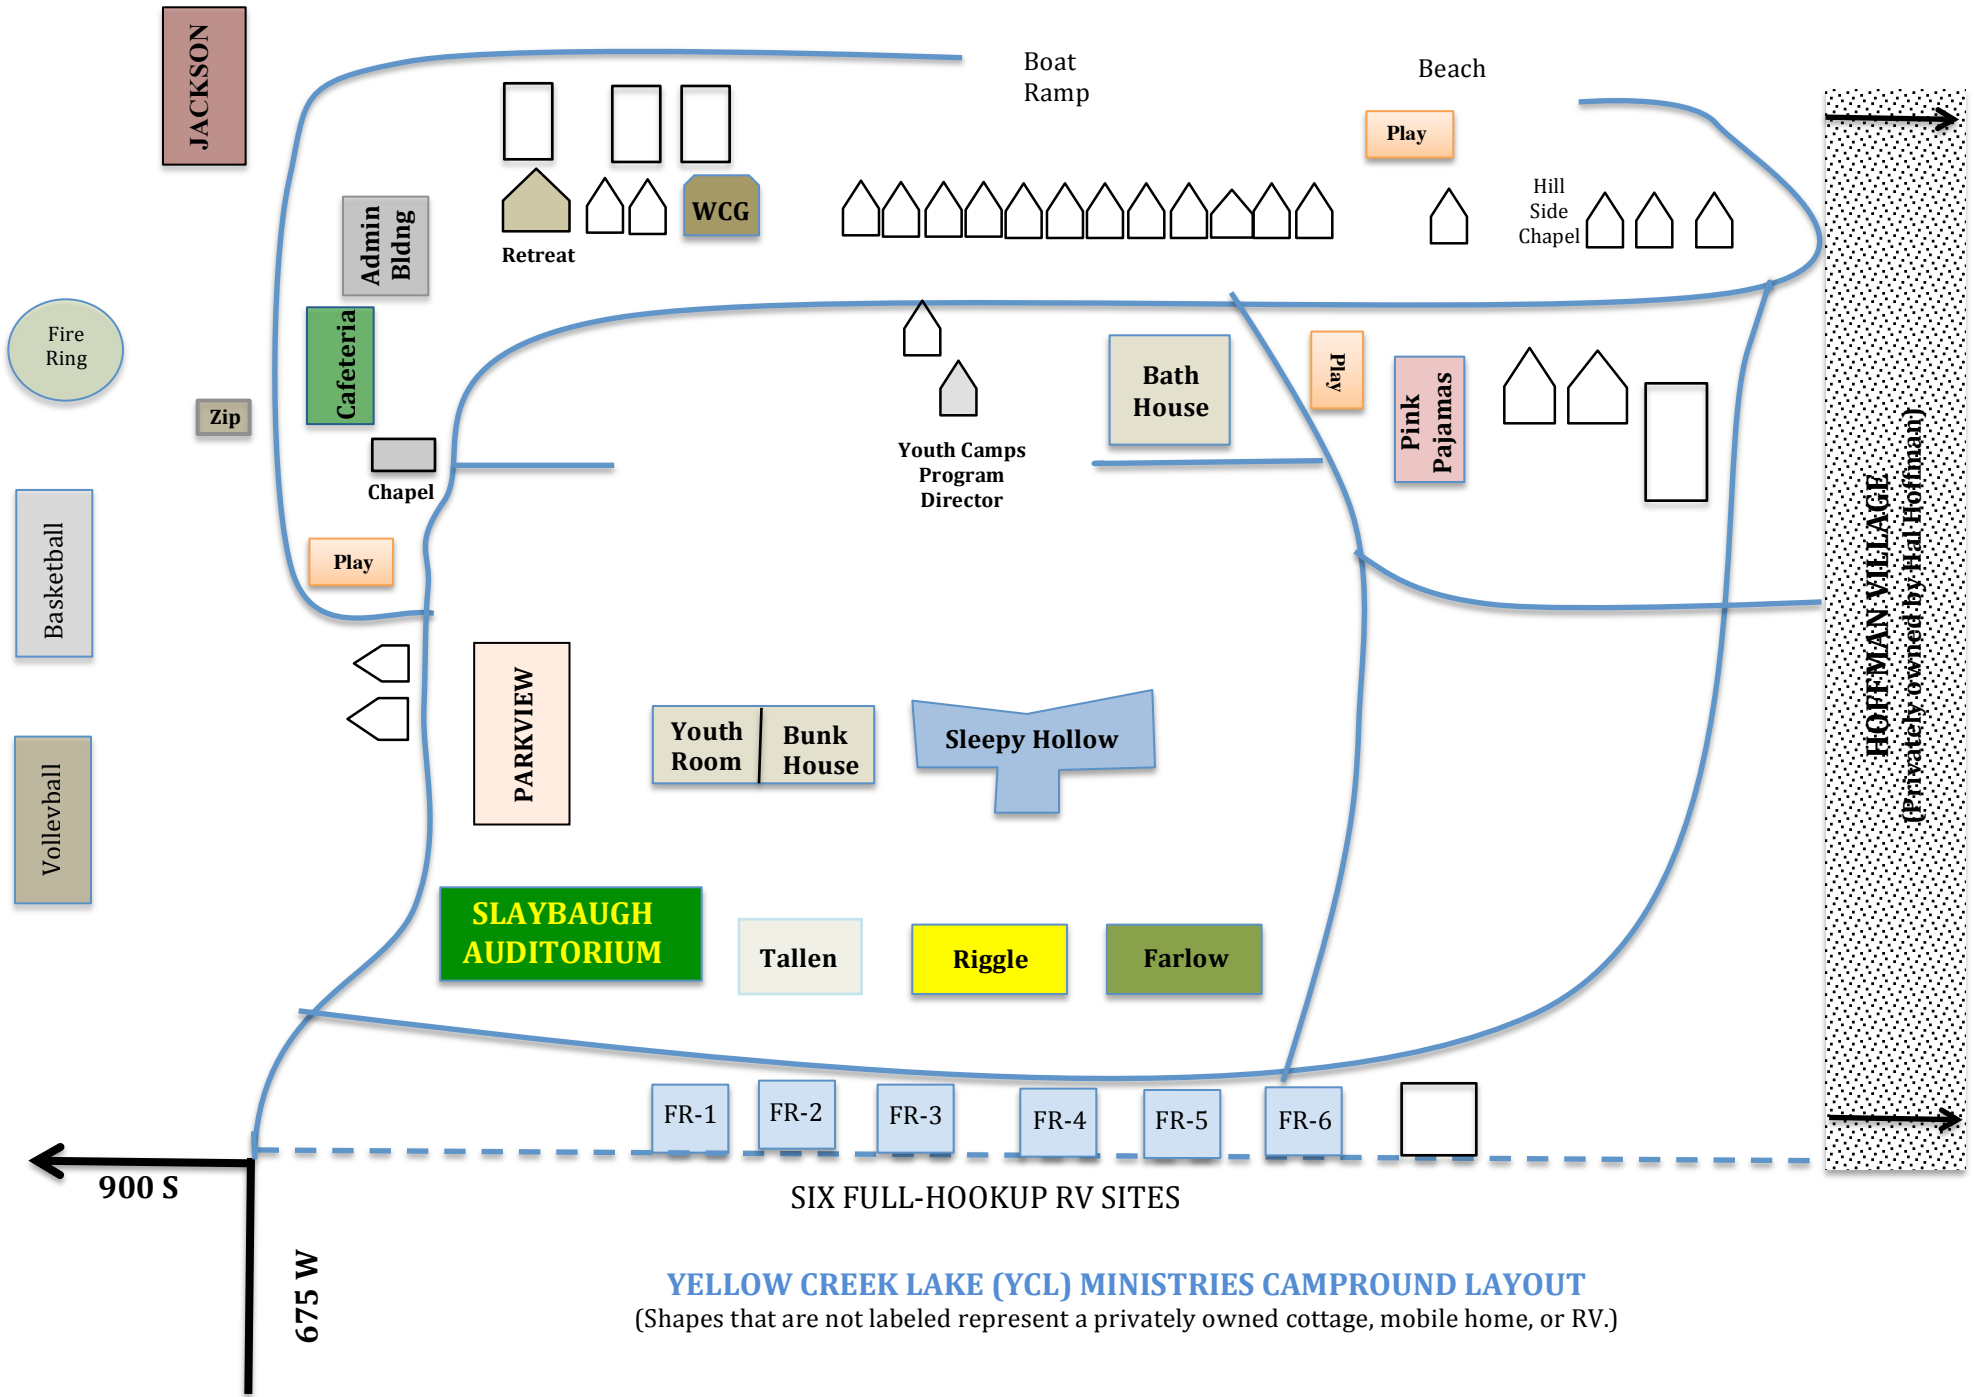 JACKSON
Boat
Ramp
Beach
Play
Admin
Bldng
Retreat
WCG
Hill
Side
Chapel
Fire
Ring
Cafeteria
Zip
Chapel
Youth Camps
Program
Director
Bath
House
Play
Pink
Pajamas
HOFFMAN VILLAGE
(Privately owned by Hal Hoffman)
Basketball
Play
PARKVIEW
Youth
Room
Bunk
House
Sleepy Hollow
Vollevball
SLAYBAUGH
AUDITORIUM
Tallen
Riggle
Farlow
FR-1
FR-2
FR-3
FR-4
FR-5
FR-6
900 S
675 W
SIX FULL-HOOKUP RV SITES
YELLOW CREEK LAKE (YCL) MINISTRIES CAMPROUND LAYOUT
(Shapes that are not labeled represent a privately owned cottage, mobile home, or RV.)